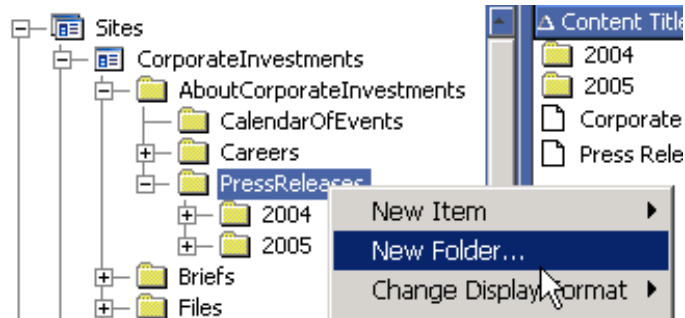 Sites
CorporateInvestments
AboutCorporateInvestments
CalendarOfEvents
Careers
PressReleases
2004
2005
Briefs
Files
Content Title
2004
2005
Corporate
Press Rele
New Item
New Folder...
Change Display Format